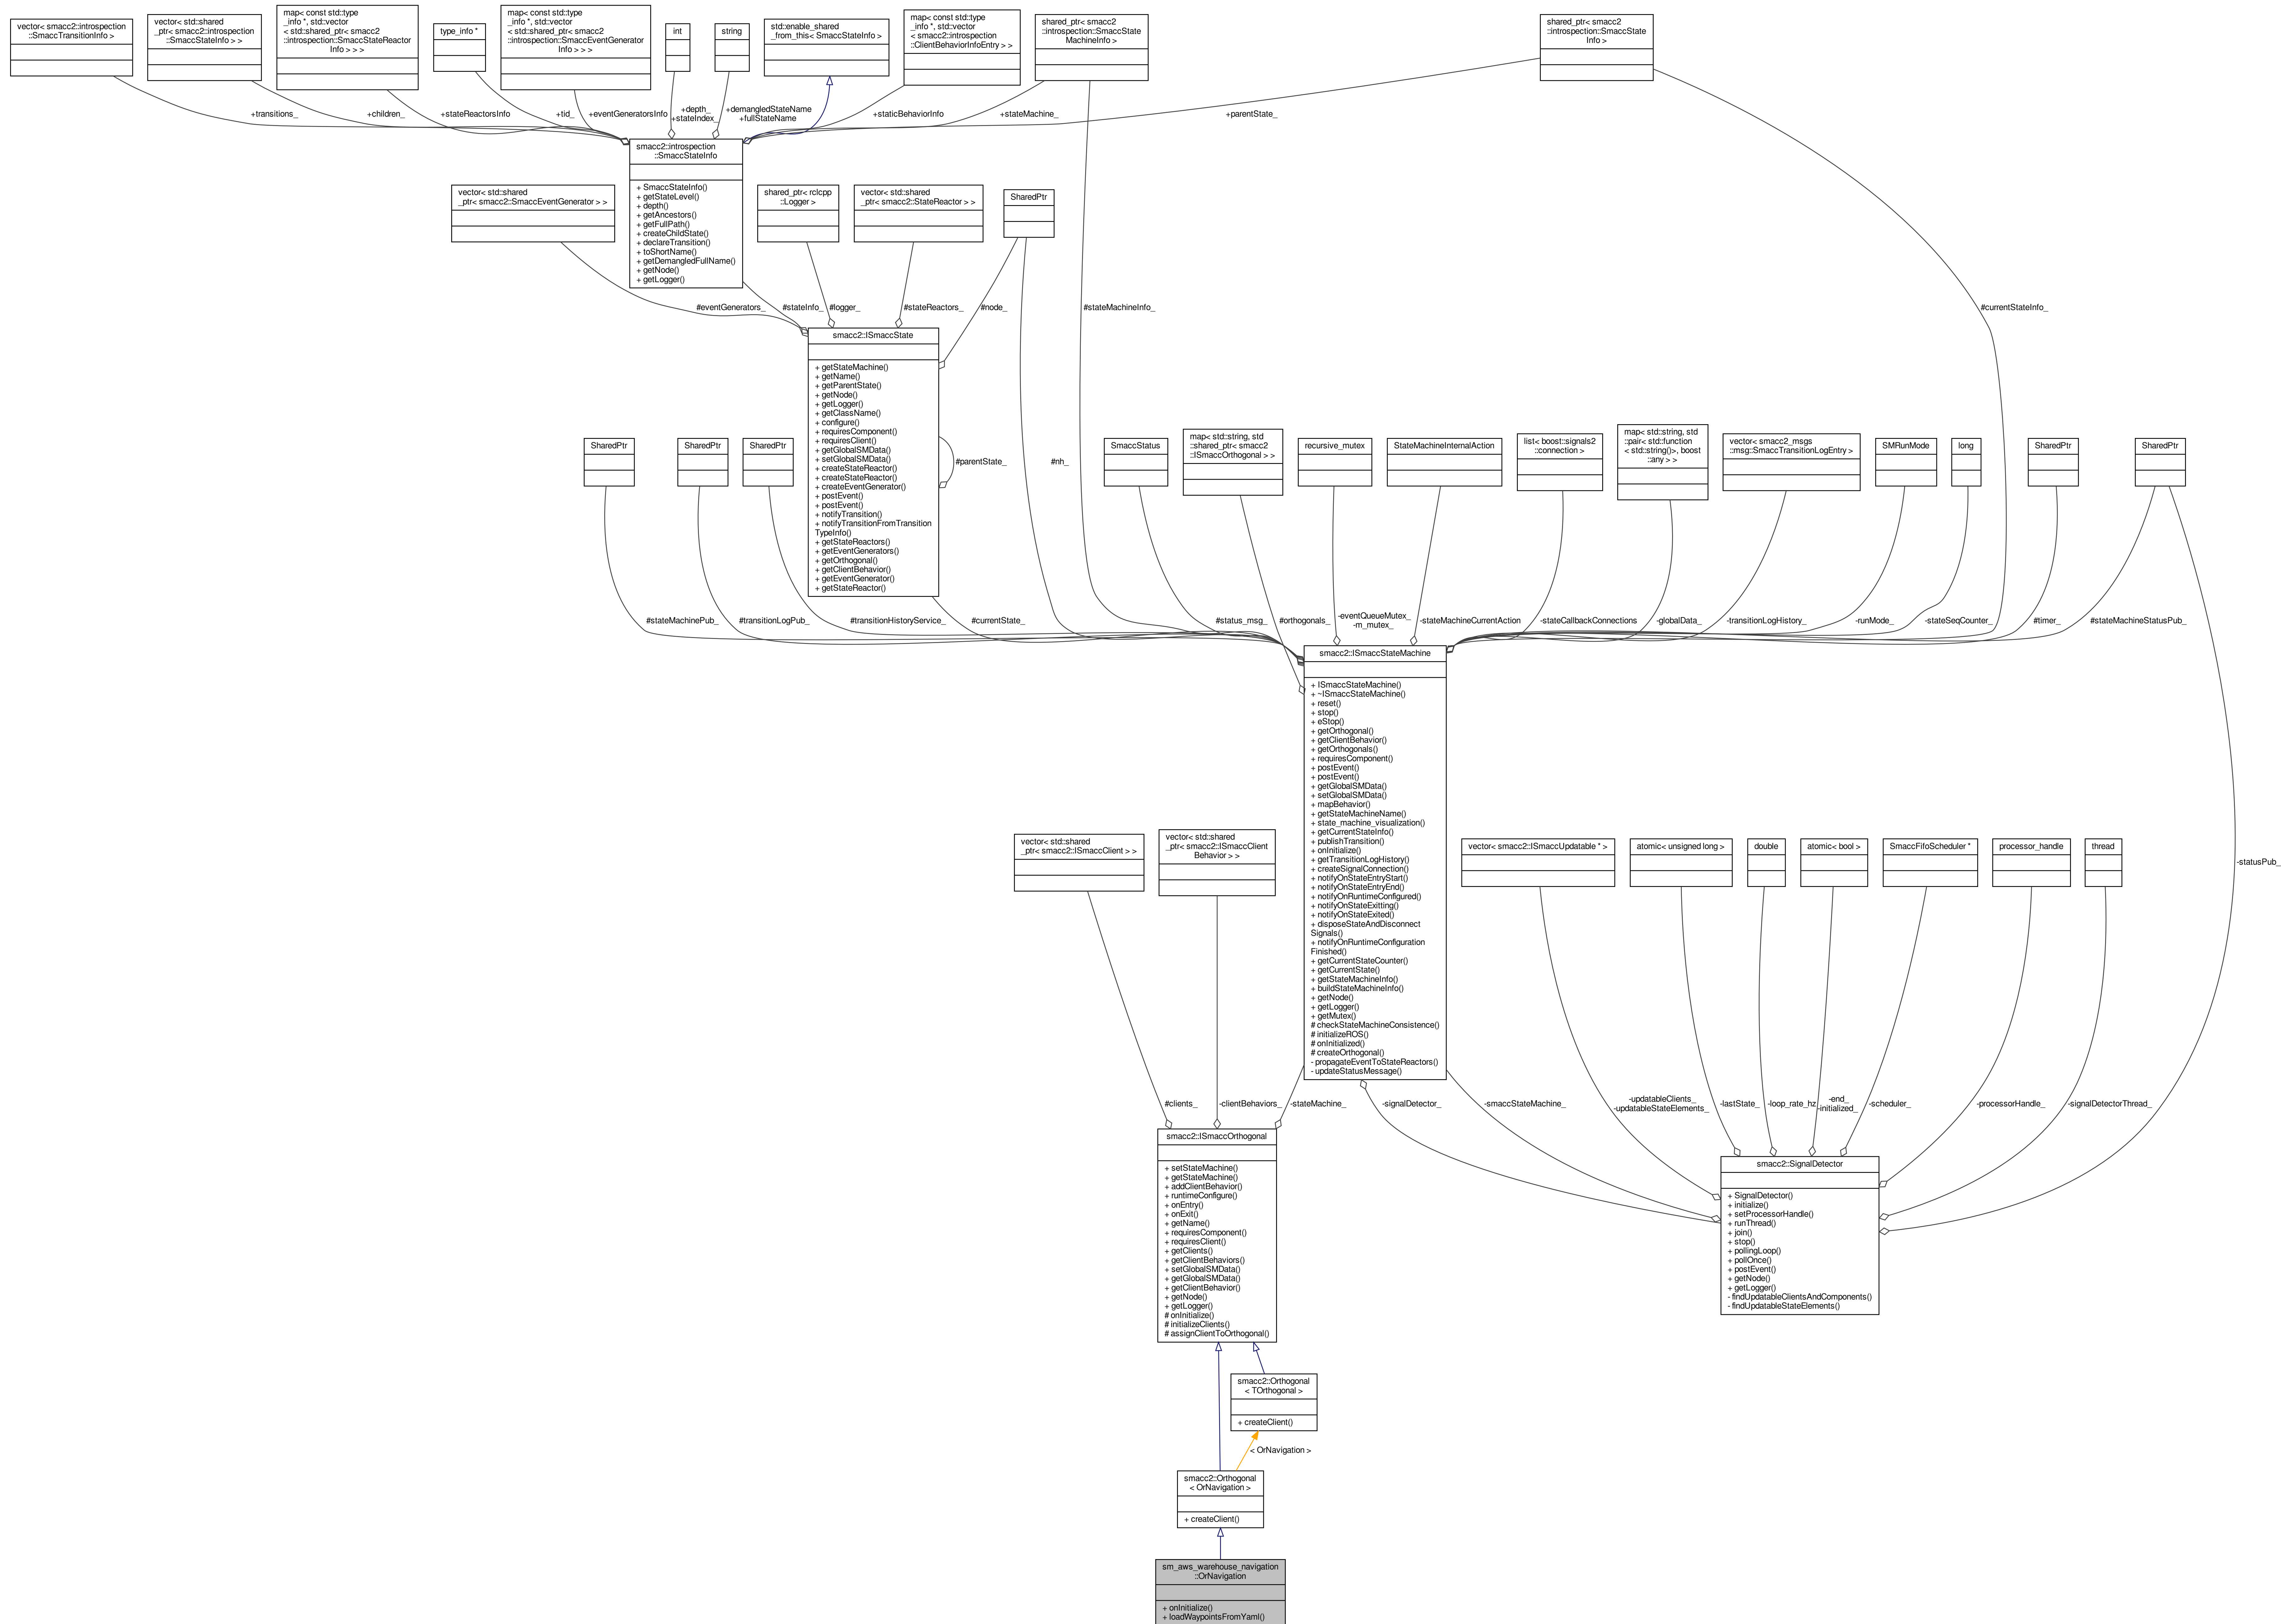 vector< smacc2::introspection
::SmaccTransitionInfo >
vector< std::shared
_ptr< smacc2::introspection
::SmaccStateInfo > >
map< const std::type
_info *, std::vector
< std::shared_ptr< smacc2
::introspection::SmaccStateReactor
Info > > >
type_info *
map< const std::type
_info *, std::vector
< std::shared_ptr< smacc2
::introspection::SmaccEventGenerator
Info > > >
int
string
std::enable_shared
_from_this< SmaccStateInfo >
map< const std::type
_info *, std::vector
< smacc2::introspection
::ClientBehaviorInfoEntry > >
shared_ptr< smacc2
::introspection::SmaccState
MachineInfo >
shared_ptr< smacc2
::introspection::SmaccState
Info >
+transitions_
+children_
+stateReactorsInfo
+tid_
+eventGeneratorsInfo
+depth_
+stateIndex_
+demangledStateName
+fullStateName
+staticBehaviorInfo
+stateMachine_
+parentState_
smacc2::introspection
::SmaccStateInfo
+ SmaccStateInfo()
+ getStateLevel()
+ depth()
+ getAncestors()
+ getFullPath()
+ createChildState()
+ declareTransition()
+ toShortName()
+ getDemangledFullName()
+ getNode()
+ getLogger()
vector< std::shared
_ptr< smacc2::SmaccEventGenerator > >
shared_ptr< rclcpp
::Logger >
vector< std::shared
_ptr< smacc2::StateReactor > >
SharedPtr
#eventGenerators_
#stateInfo_
#logger_
#stateReactors_
#node_
#stateMachineInfo_
#currentStateInfo_
smacc2::ISmaccState
+ getStateMachine()
+ getName()
+ getParentState()
+ getNode()
+ getLogger()
+ getClassName()
+ configure()
+ requiresComponent()
+ requiresClient()
+ getGlobalSMData()
+ setGlobalSMData()
+ createStateReactor()
+ createStateReactor()
+ createEventGenerator()
+ postEvent()
+ postEvent()
+ notifyTransition()
+ notifyTransitionFromTransition
TypeInfo()
+ getStateReactors()
+ getEventGenerators()
+ getOrthogonal()
+ getClientBehavior()
+ getEventGenerator()
+ getStateReactor()
#parentState_
#nh_
SharedPtr
SharedPtr
SharedPtr
SmaccStatus
map< std::string, std
::shared_ptr< smacc2
::ISmaccOrthogonal > >
recursive_mutex
StateMachineInternalAction
list< boost::signals2
::connection >
map< std::string, std
::pair< std::function
< std::string()>, boost
::any > >
vector< smacc2_msgs
::msg::SmaccTransitionLogEntry >
SMRunMode
long
SharedPtr
SharedPtr
#stateMachinePub_
#transitionLogPub_
#transitionHistoryService_
#currentState_
#status_msg_
#orthogonals_
-eventQueueMutex_
-m_mutex_
-stateMachineCurrentAction
-stateCallbackConnections
-globalData_
-transitionLogHistory_
-runMode_
-stateSeqCounter_
#timer_
#stateMachineStatusPub_
smacc2::ISmaccStateMachine
+ ISmaccStateMachine()
+ ~ISmaccStateMachine()
+ reset()
+ stop()
+ eStop()
+ getOrthogonal()
+ getClientBehavior()
+ getOrthogonals()
+ requiresComponent()
+ postEvent()
+ postEvent()
+ getGlobalSMData()
+ setGlobalSMData()
+ mapBehavior()
+ getStateMachineName()
+ state_machine_visualization()
+ getCurrentStateInfo()
+ publishTransition()
+ onInitialize()
+ getTransitionLogHistory()
+ createSignalConnection()
+ notifyOnStateEntryStart()
+ notifyOnStateEntryEnd()
+ notifyOnRuntimeConfigured()
+ notifyOnStateExitting()
+ notifyOnStateExited()
+ disposeStateAndDisconnect
Signals()
+ notifyOnRuntimeConfiguration
Finished()
+ getCurrentStateCounter()
+ getCurrentState()
+ getStateMachineInfo()
+ buildStateMachineInfo()
+ getNode()
+ getLogger()
+ getMutex()
# checkStateMachineConsistence()
# initializeROS()
# onInitialized()
# createOrthogonal()
- propagateEventToStateReactors()
- updateStatusMessage()
vector< std::shared
_ptr< smacc2::ISmaccClient > >
vector< std::shared
_ptr< smacc2::ISmaccClient
Behavior > >
vector< smacc2::ISmaccUpdatable * >
atomic< unsigned long >
double
atomic< bool >
SmaccFifoScheduler *
processor_handle
thread
-statusPub_
#clients_
-clientBehaviors_
-stateMachine_
-signalDetector_
-smaccStateMachine_
-updatableClients_
-updatableStateElements_
-lastState_
-loop_rate_hz
-end_
-initialized_
-scheduler_
-processorHandle_
-signalDetectorThread_
smacc2::ISmaccOrthogonal
+ setStateMachine()
+ getStateMachine()
+ addClientBehavior()
+ runtimeConfigure()
+ onEntry()
+ onExit()
+ getName()
+ requiresComponent()
+ requiresClient()
+ getClients()
+ getClientBehaviors()
+ setGlobalSMData()
+ getGlobalSMData()
+ getClientBehavior()
+ getNode()
+ getLogger()
# onInitialize()
# initializeClients()
# assignClientToOrthogonal()
smacc2::SignalDetector
+ SignalDetector()
+ initialize()
+ setProcessorHandle()
+ runThread()
+ join()
+ stop()
+ pollingLoop()
+ pollOnce()
+ postEvent()
+ getNode()
+ getLogger()
- findUpdatableClientsAndComponents()
- findUpdatableStateElements()
smacc2::Orthogonal
< TOrthogonal >
+ createClient()
< OrNavigation >
smacc2::Orthogonal
< OrNavigation >
+ createClient()
sm_aws_warehouse_navigation
::OrNavigation
+ onInitialize()
+ loadWaypointsFromYaml()